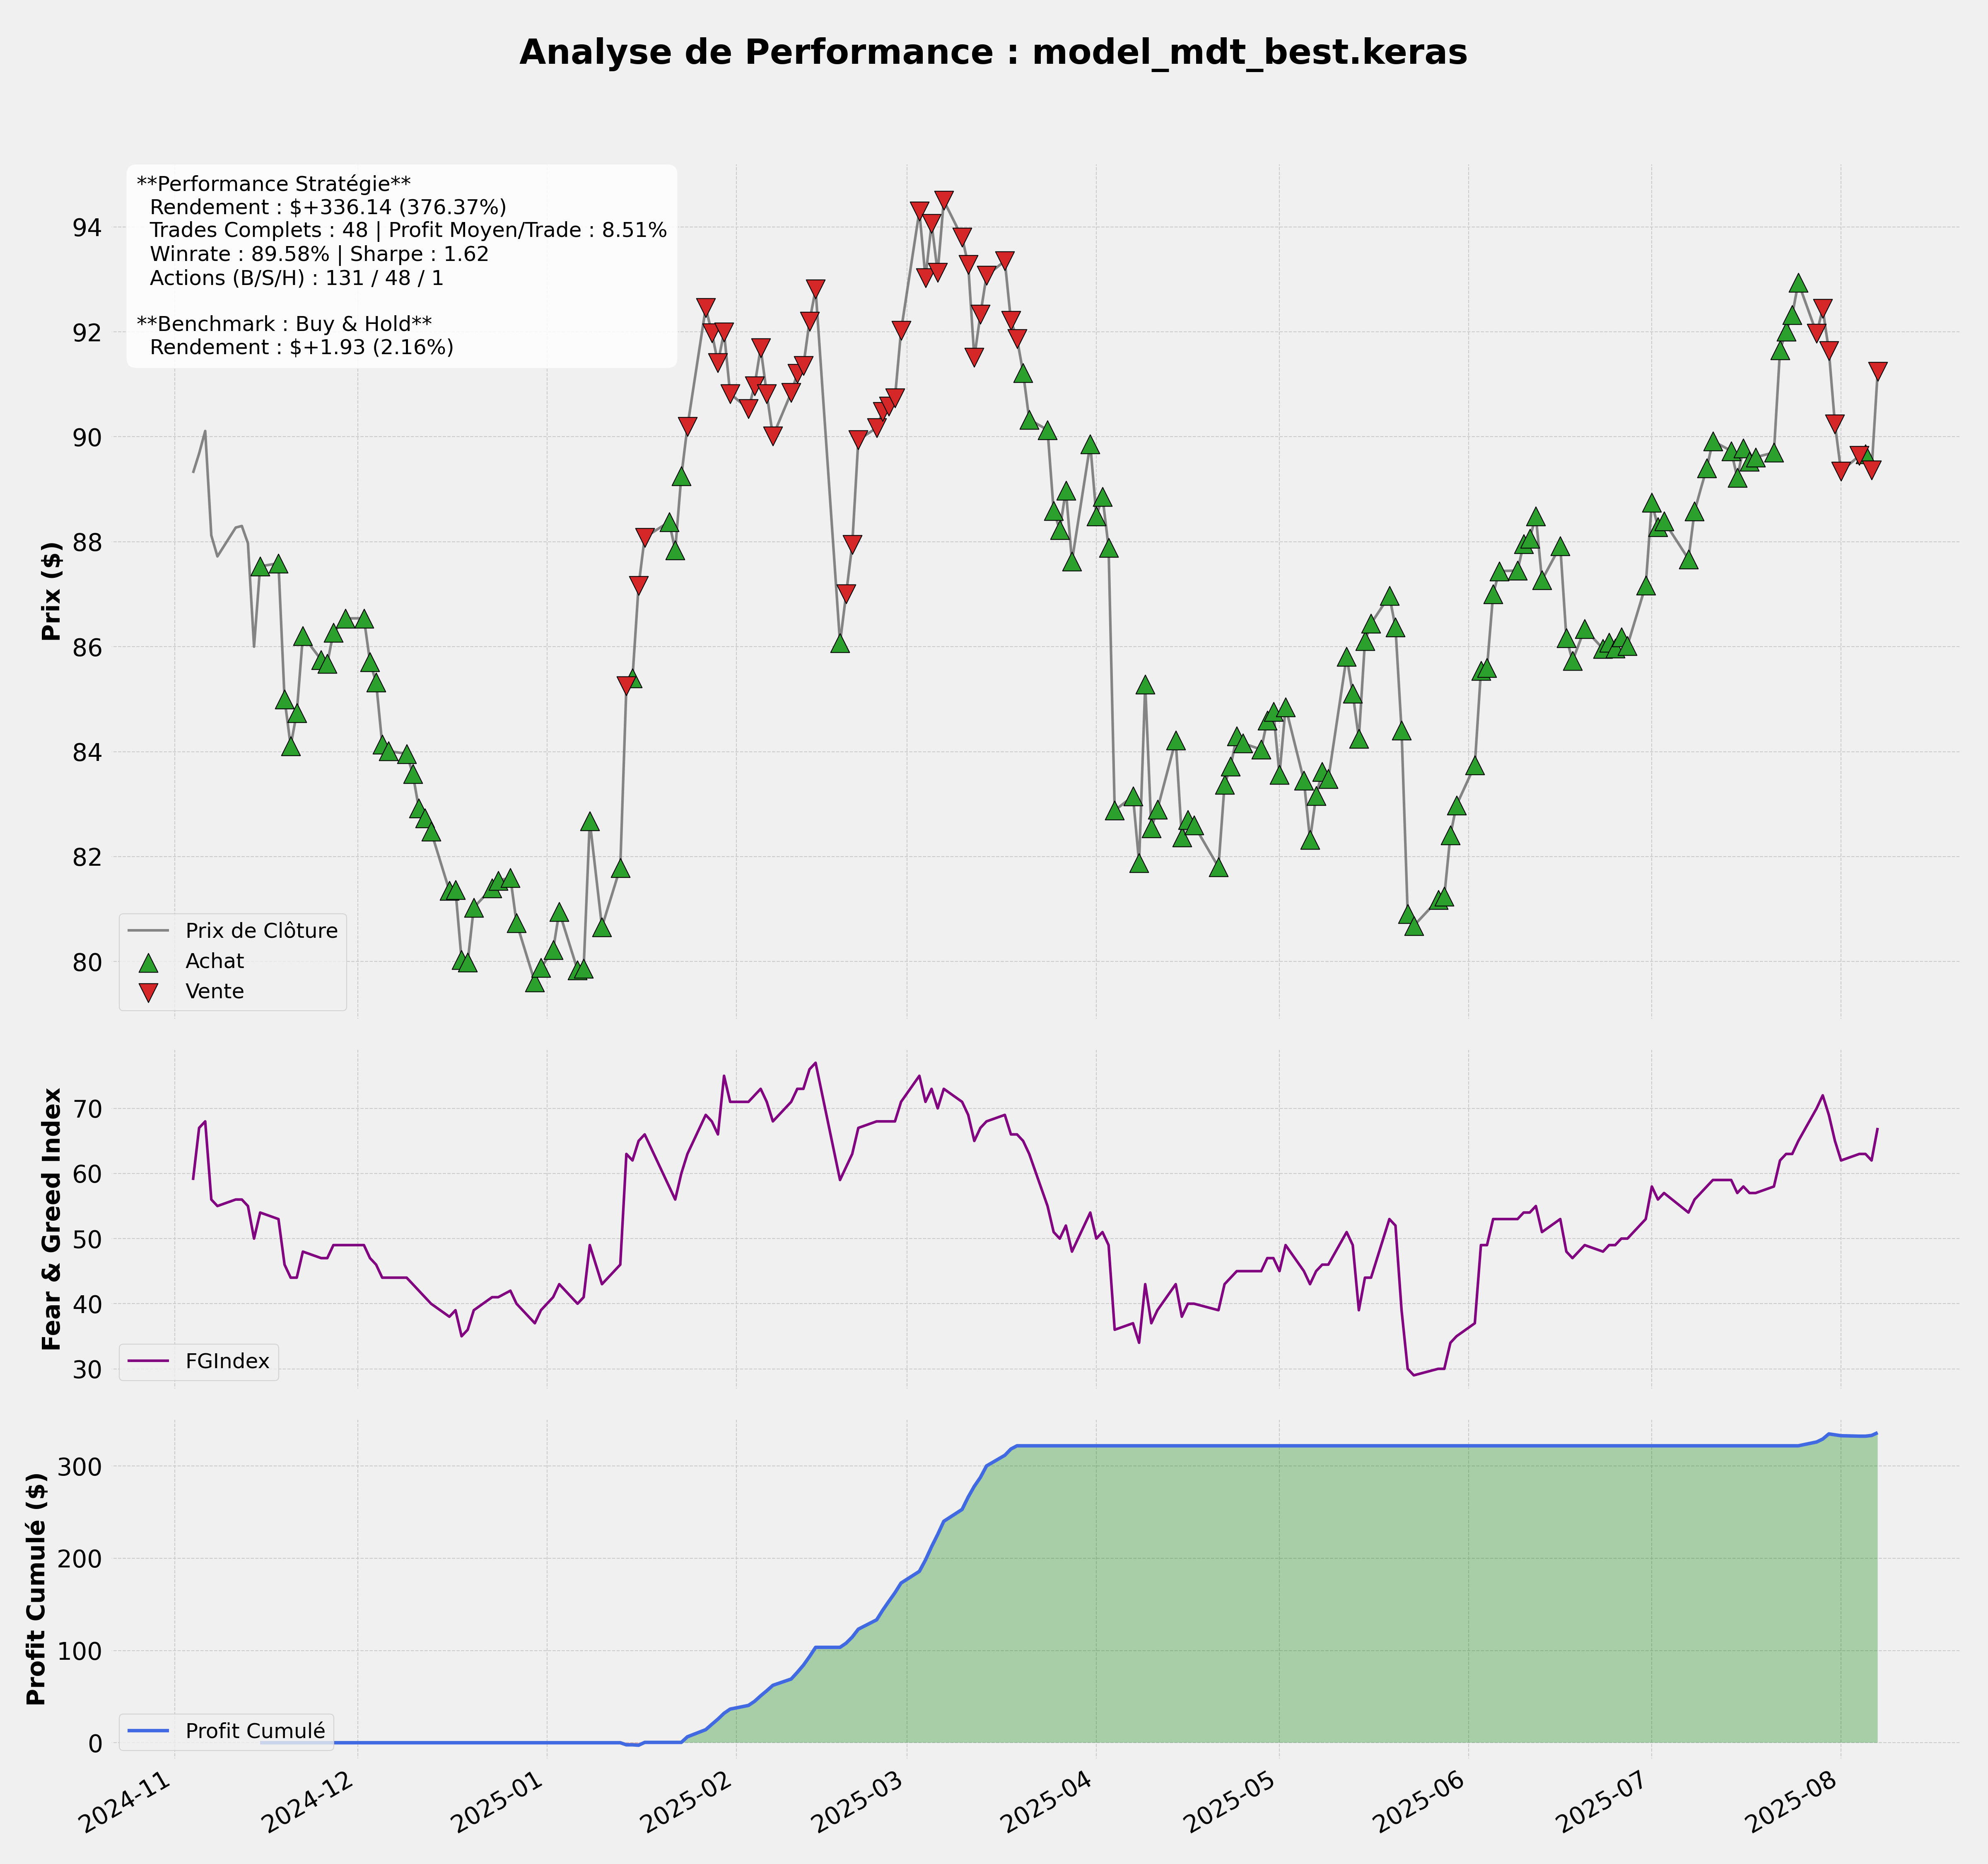 Analyse de Performance : model_mdt_best.keras
**Performance Stratégie**
Rendement : $+336.14 (376.37%)
Trades Complets : 48 | Profit Moyen/Trade : 8.51%
Winrate : 89.58% | Sharpe : 1.62
Actions (B/S/H) : 131 / 48 / 1
**Benchmark : Buy & Hold**
Rendement : $+1.93 (2.16%)
Prix ($)
94
92
90
88
86
84
82
80
Prix de Clôture
Achat
Vente
Fear & Greed Index
70
60
50
40
30
FGIndex
Profit Cumulé ($)
300
200
100
0
Profit Cumulé
2024-11
2024-12
2025-01
2025-02
2025-03
2025-04
2025-05
2025-06
2025-07
2025-08